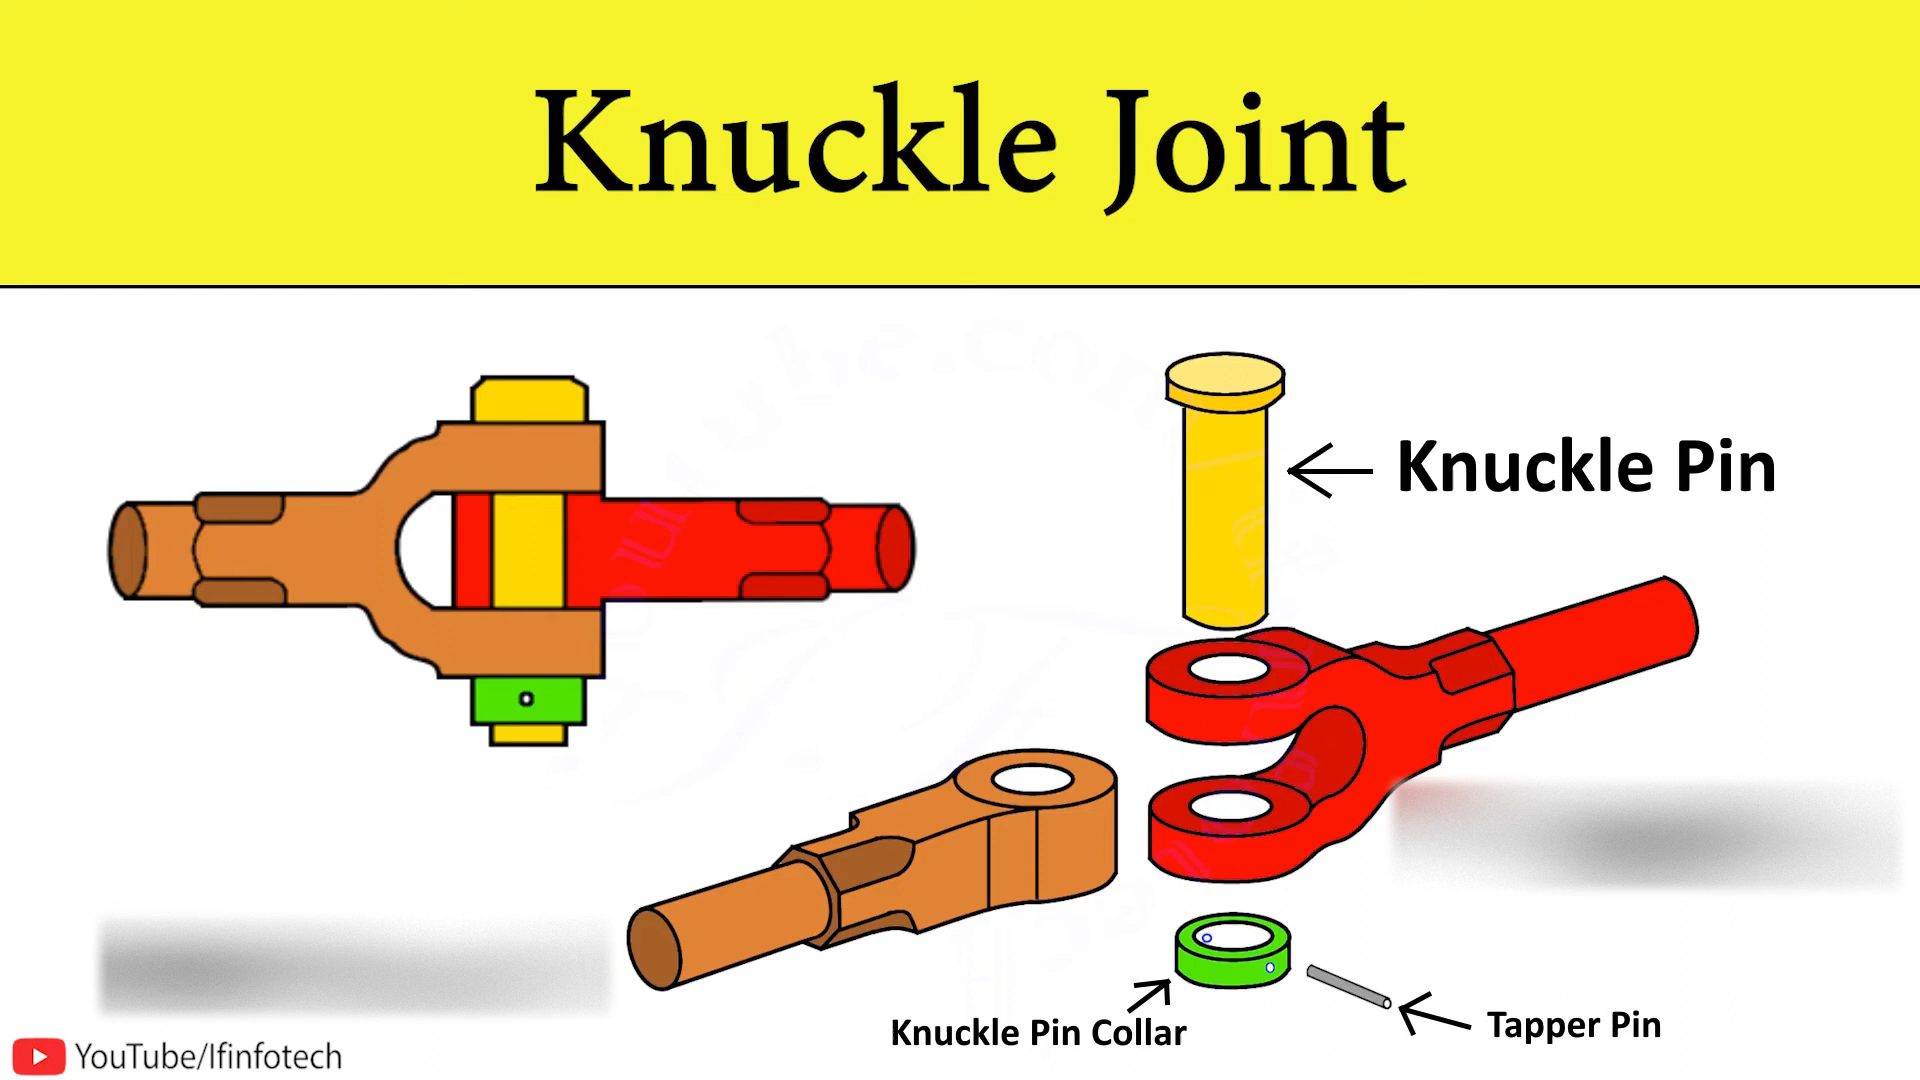 Knuckle Joint
Knuckle Pin
Knuckle Pin Collar
Tapper Pin
YouTube/Ifinfotech